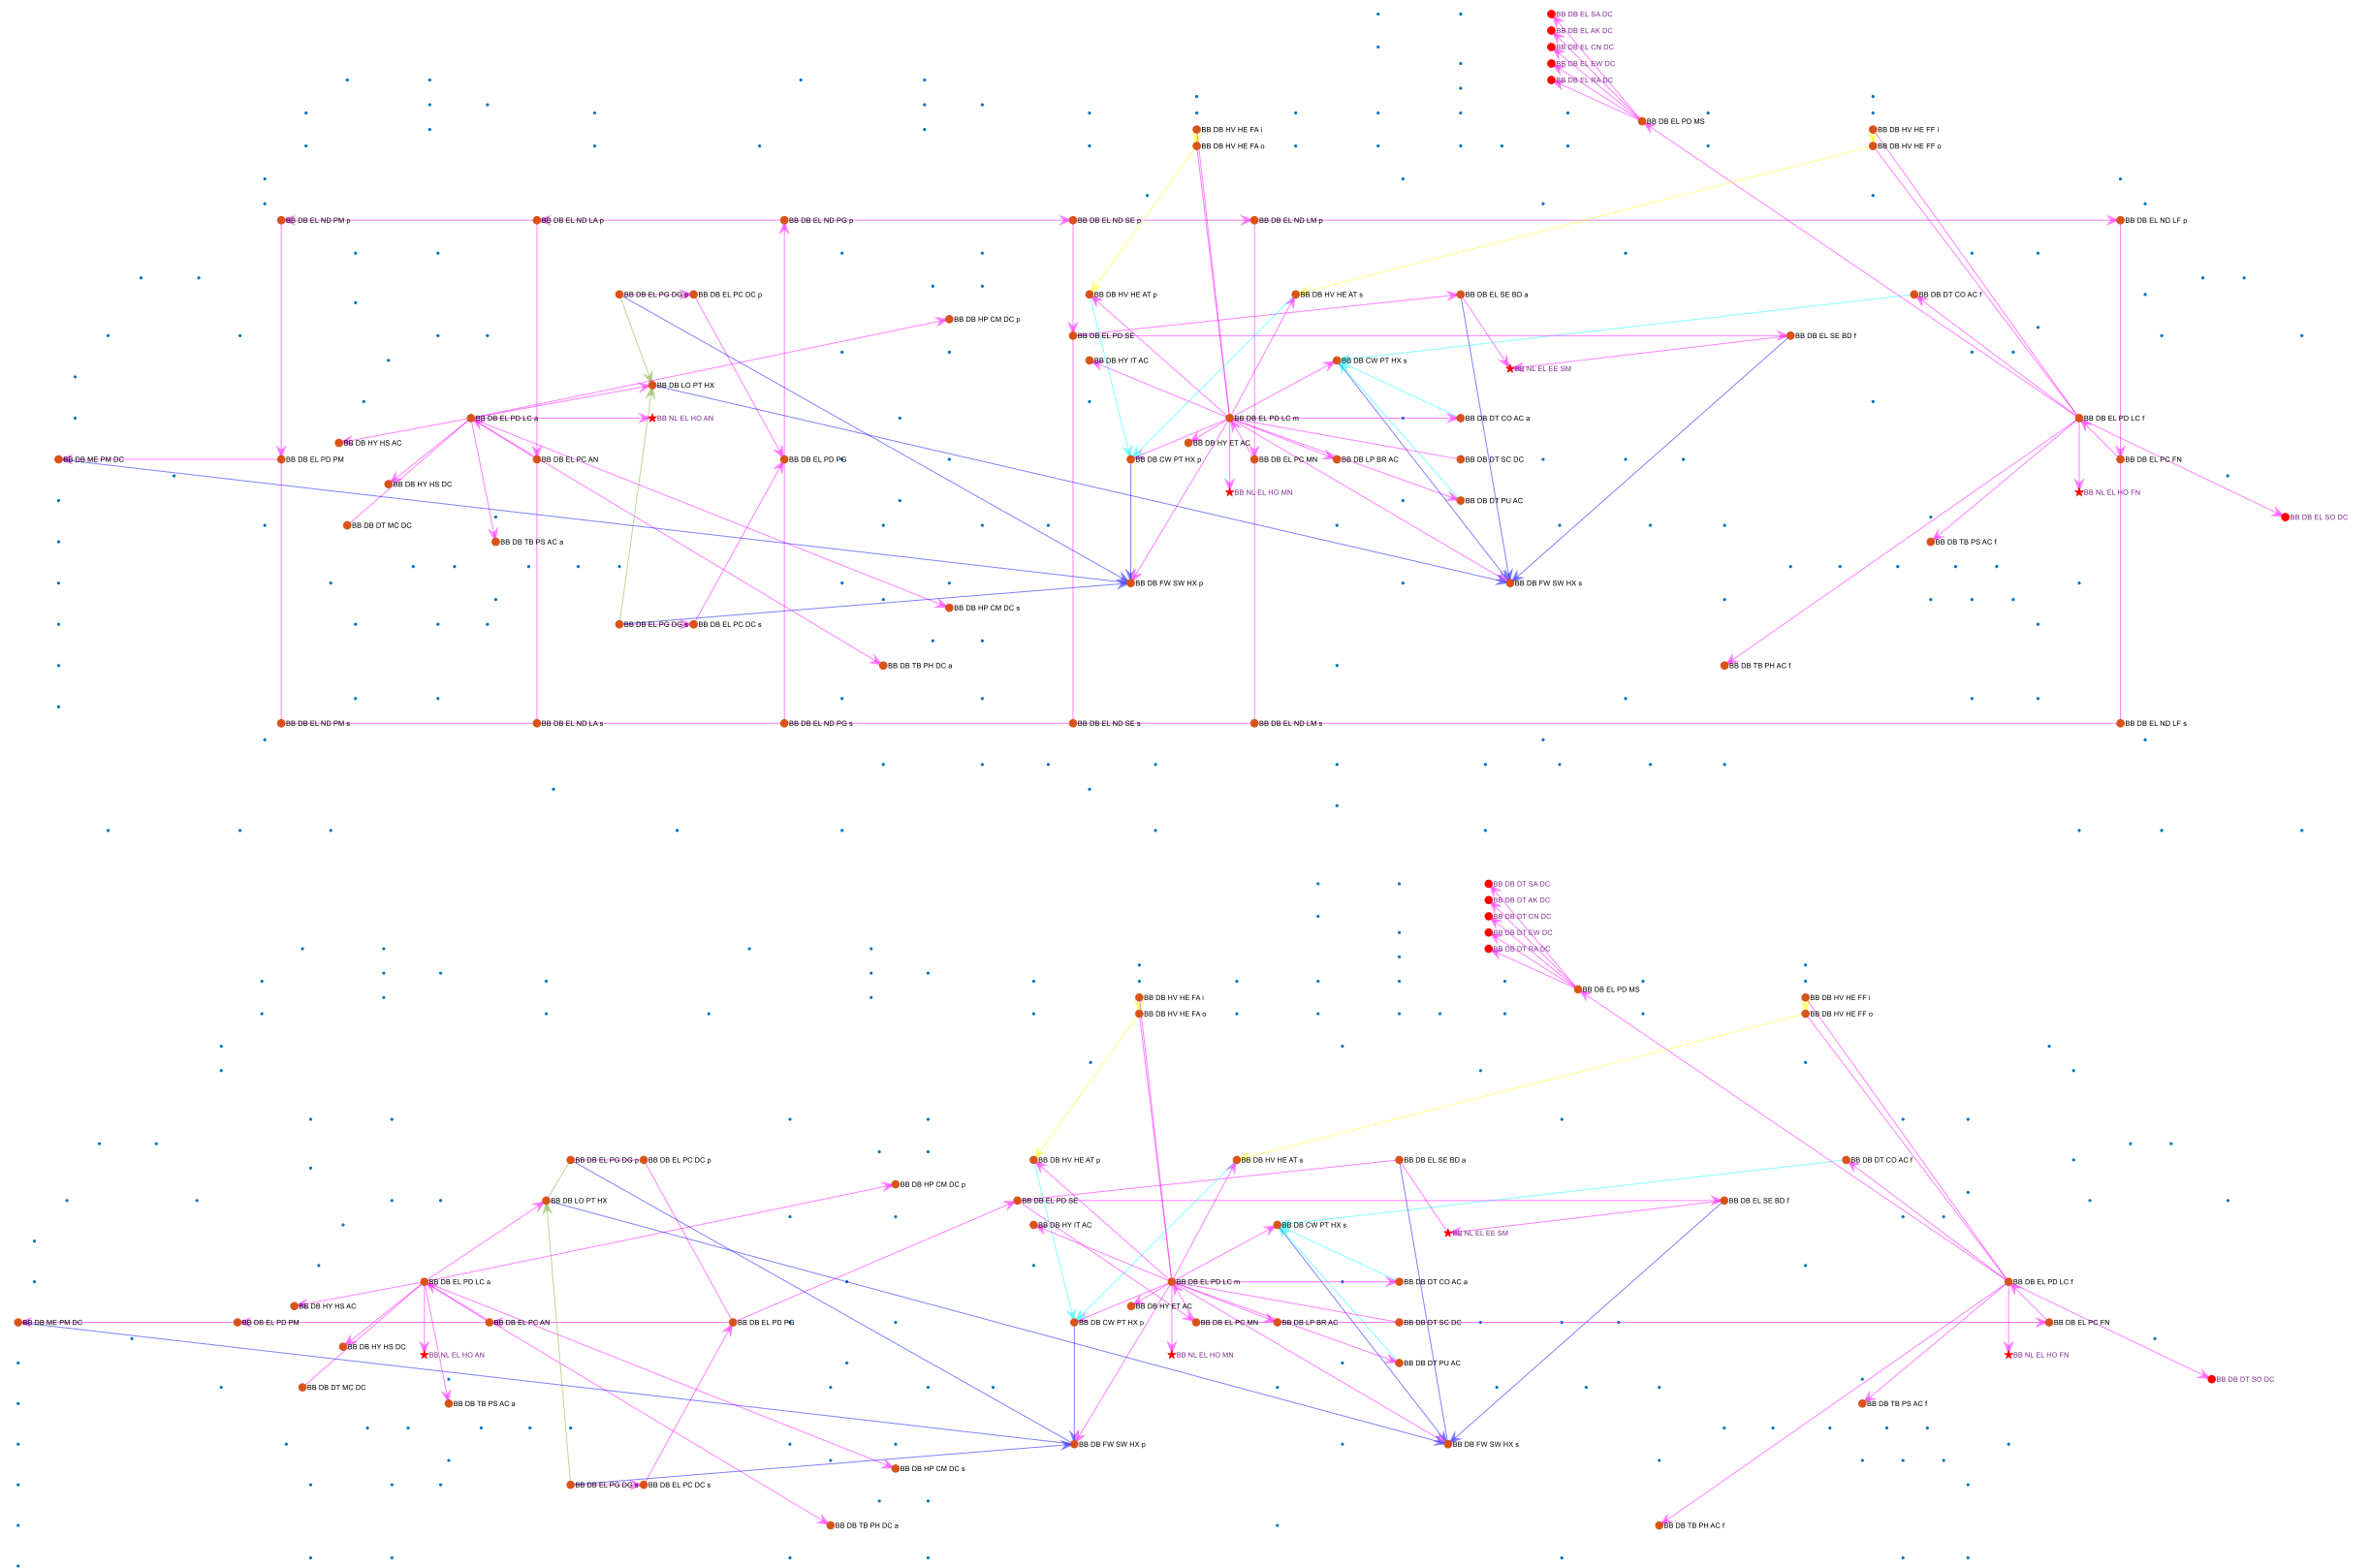 BB DB EL SA DC
BB DB EL AK DC
BB DB EL CN DC
BB DB EL EW DC
BB DB EL RA DC
BB DB EL PD MS
BB DB HV HE FA i
BB DB HV HE FF i
BB DB HV HE FA o
BB DB HV HE FF o
BB DB EL ND PM p
BB DB EL ND LA p
BB DB EL ND PG p
BB DB EL ND SE p
BB DB EL ND LM p
BB DB EL ND LF p
BB DB EL PG DG p
BB DB EL PC DC p
BB DB HV HE AT p
BB DB HV HE AT s
BB DB EL SE BD a
BB DB DT CO AC f
BB DB HP CM DC p
BB DB EL PD SE
BB DB EL SE BD f
BB DB HY IT AC
BB DB CW PT HX s
BB NL EL EE SM
BB DB LO PT HX
BB DB EL PD LC a
BB NL EL HO AN
BB DB EL PD LC m
BB DB DT CO AC a
BB DB EL PD LC f
BB DB HY HS AC
BB DB HY ET AC
BB DB ME PM DC
BB DB EL PD PM
BB DB EL PC AN
BB DB EL PD PG
BB DB CW PT HX p
BB DB EL PC MN
BB DB LP BR AC
BB DB DT SC DC
BB DB EL PC FN
BB DB HY HS DC
BB NL EL HO MN
BB NL EL HO FN
BB DB DT PU AC
BB DB EL SO DC
BB DB DT MC DC
BB DB TB PS AC a
BB DB TB PS AC f
BB DB FW SW HX p
BB DB FW SW HX s
BB DB HP CM DC s
BB DB EL PG DG s
BB DB EL PC DC s
BB DB TB PH DC a
BB DB TB PH AC f
BB DB EL ND PM s
BB DB EL ND LA s
BB DB EL ND PG s
BB DB EL ND SE s
BB DB EL ND LM s
BB DB EL ND LF s
BB DB DT SA DC
BB DB DT AK DC
BB DB DT CN DC
BB DB DT EW DC
BB DB DT RA DC
BB DB EL PD MS
BB DB HV HE FA i
BB DB HV HE FF i
BB DB HV HE FA o
BB DB HV HE FF o
BB DB EL PG DG p
BB DB EL PC DC p
BB DB HV HE AT p
BB DB HV HE AT s
BB DB EL SE BD a
BB DB DT CO AC f
BB DB HP CM DC p
BB DB LO PT HX
BB DB EL PD SE
BB DB EL SE BD f
BB DB HY IT AC
BB DB CW PT HX s
BB NL EL EE SM
BB DB EL PD LC a
BB DB EL PD LC m
BB DB DT CO AC a
BB DB EL PD LC f
BB DB HY HS AC
BB DB HY ET AC
BB DB ME PM DC
BB DB EL PD PM
BB DB EL PC AN
BB DB EL PD PG
BB DB CW PT HX p
BB DB EL PC MN
BB DB LP BR AC
BB DB DT SC DC
BB DB EL PC FN
BB DB HY HS DC
BB NL EL HO AN
BB NL EL HO MN
BB NL EL HO FN
BB DB DT PU AC
BB DB DT SO DC
BB DB DT MC DC
BB DB TB PS AC a
BB DB TB PS AC f
BB DB FW SW HX p
BB DB FW SW HX s
BB DB HP CM DC s
BB DB EL PG DG s
BB DB EL PC DC s
BB DB TB PH DC a
BB DB TB PH AC f